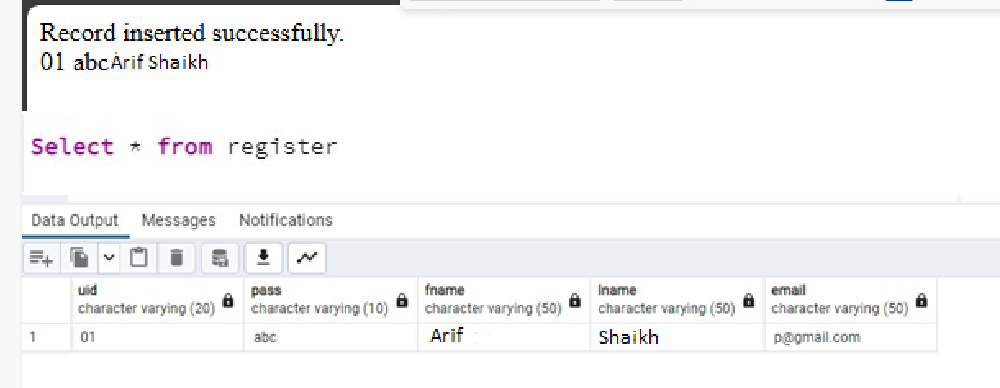 Record inserted successfully.
01 abcArif Shaikh
Select * from register
Data Output Messages Notifications
uid pass fname lname email
character varying (20) character varying (10) character varying (50) character varying (50) character varying (50)
1 01 abc Arif Shaikh p@gmail.com